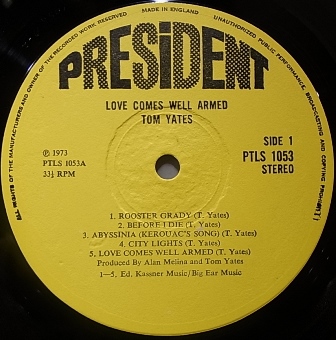 MADE IN ENGLAND
ALL RIGHTS OF THE MANUFACTURERS AND OWNER OF THE RECORDED WORK RESERVED
UNAUTHORIZED PUBLIC PERFORMANCE, BROADCASTING AND COPYING PROHIBITED
PRESIDENT
LOVE COMES WELL ARMED
TOM YATES
℗ 1973
PTLS 1053A
33⅓ RPM
SIDE 1
PTLS 1053
STEREO
1. ROOSTER GRADY (T. Yates)
2. BEFORE I DIE (T. Yates)
3. ABYSSINIA (KEROUAC'S SONG) (T. Yates)
4. CITY LIGHTS (T. Yates)
5. LOVE COMES WELL ARMED (T. Yates)
Produced By Alan Melina and Tom Yates
1—5, Ed. Kassner Music/Big Ear Music